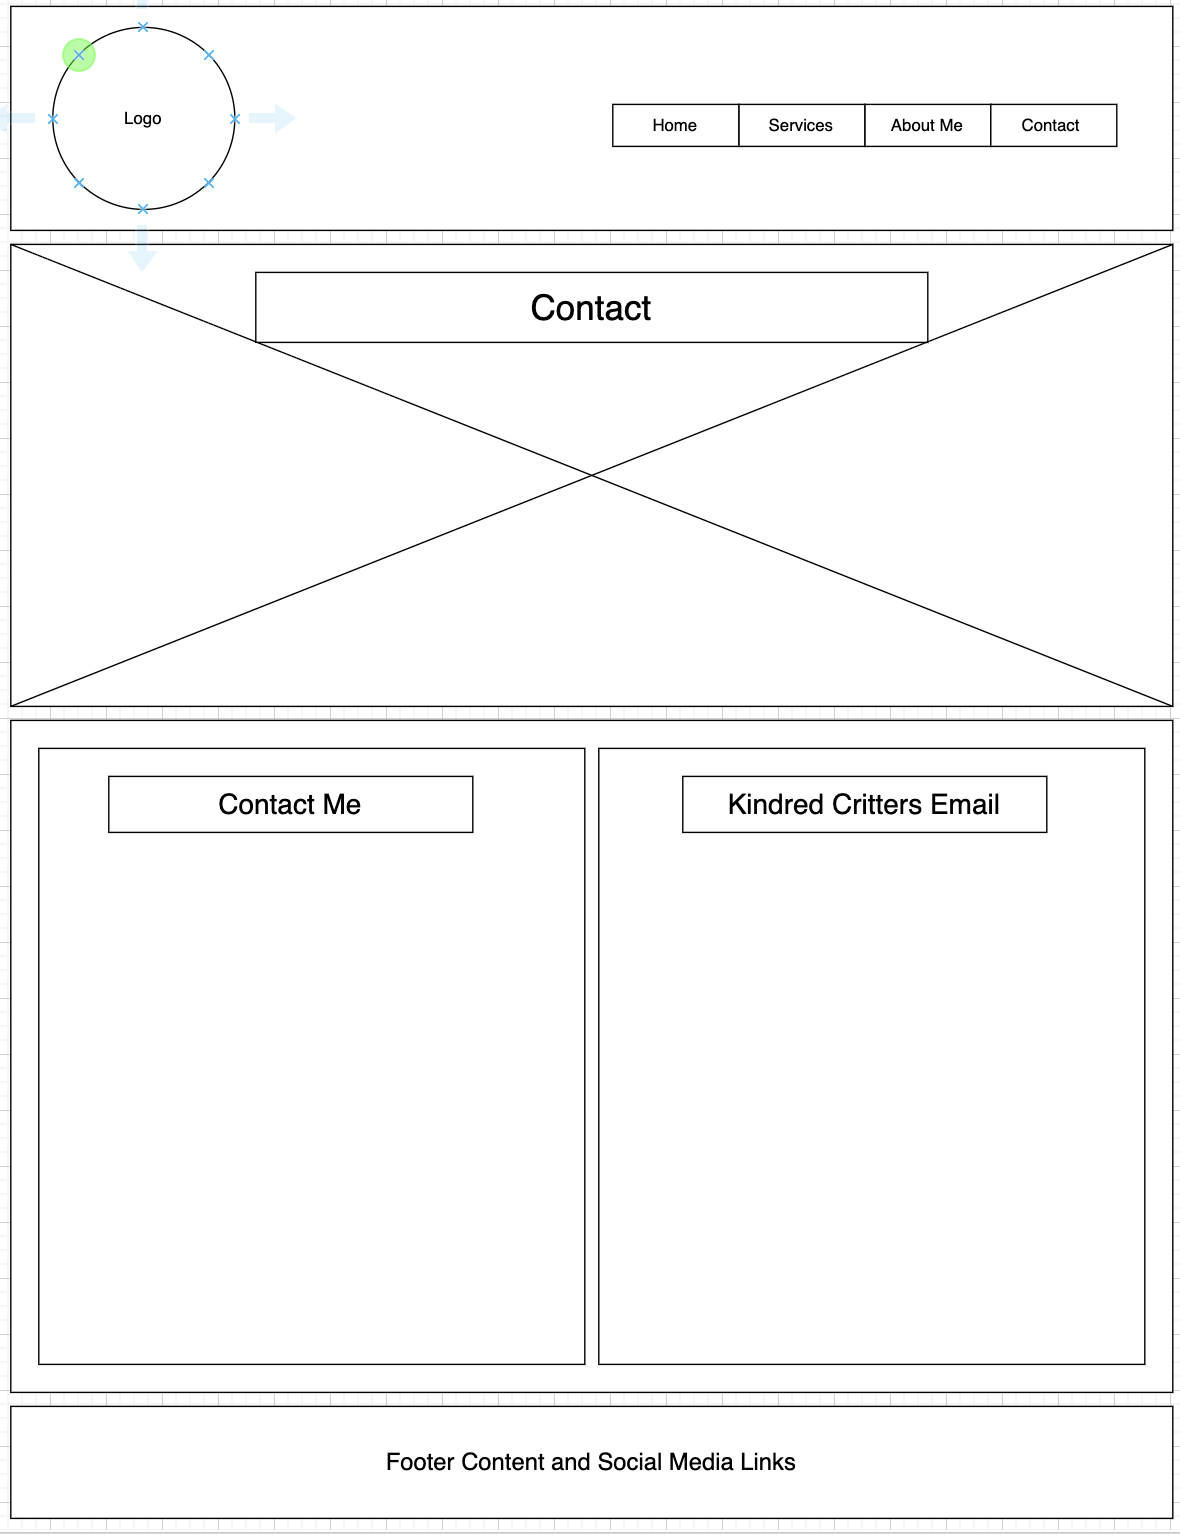 Logo
Home
Services
About Me
Contact
Contact
Contact Me
Kindred Critters Email
Footer Content and Social Media Links